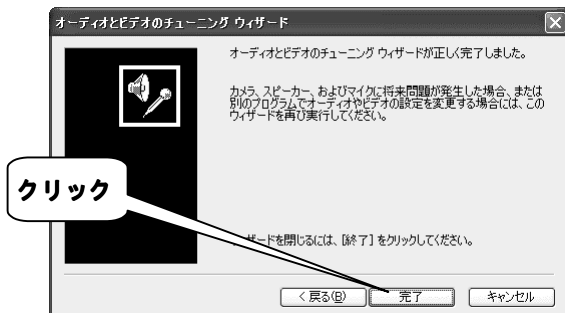 オーディオとビデオのチューニング ウィザード
オーディオとビデオのチューニング ウィザードが正しく完了しました。
カメラ、スピーカー、およびマイクに将来問題が発生した場合、または
別のプログラムでオーディオやビデオの設定を変更する場合には、この
ウィザードを再び実行してください。
クリック
ザードを閉じるには、[終了] をクリックしてください。
< 戻る(B)
完了
キャンセル